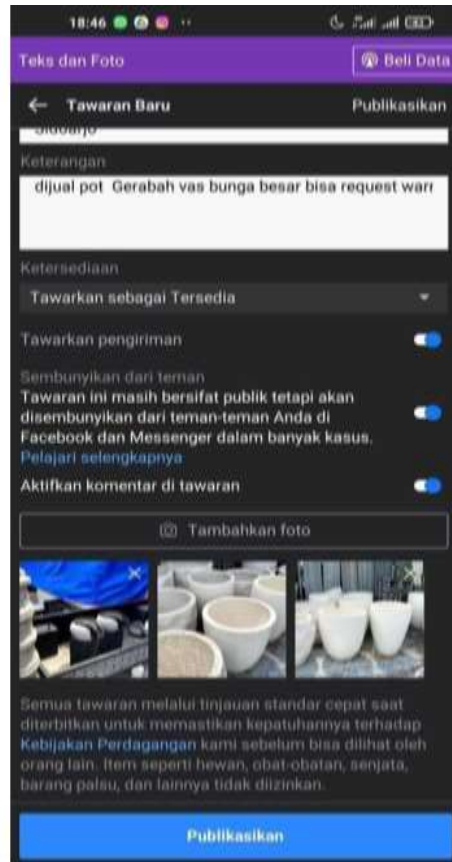 18:46
Teks dan Foto
Beli Data
← Tawaran Baru
Publikasikan
Sidoarjo
Keterangan
dijual pot Gerabah vas bunga besar bisa request warr
Ketersediaan
Tawarkan sebagai Tersedia
Tawarkan pengiriman
Sembunyikan dari teman
Tawaran ini masih bersifat publik tetapi akan
disembunyikan dari teman-teman Anda di
Facebook dan Messenger dalam banyak kasus.
Pelajari selengkapnya
Aktifkan komentar di tawaran
Tambahkan foto
Semua tawaran melalui tinjauan standar cepat saat
diterbitkan untuk memastikan kepatuhannya terhadap
Kebijakan Perdagangan kami sebelum bisa dilihat oleh
orang lain. Item seperti hewan, obat-obatan, senjata,
barang palsu, dan lainnya tidak diizinkan.
Publikasikan